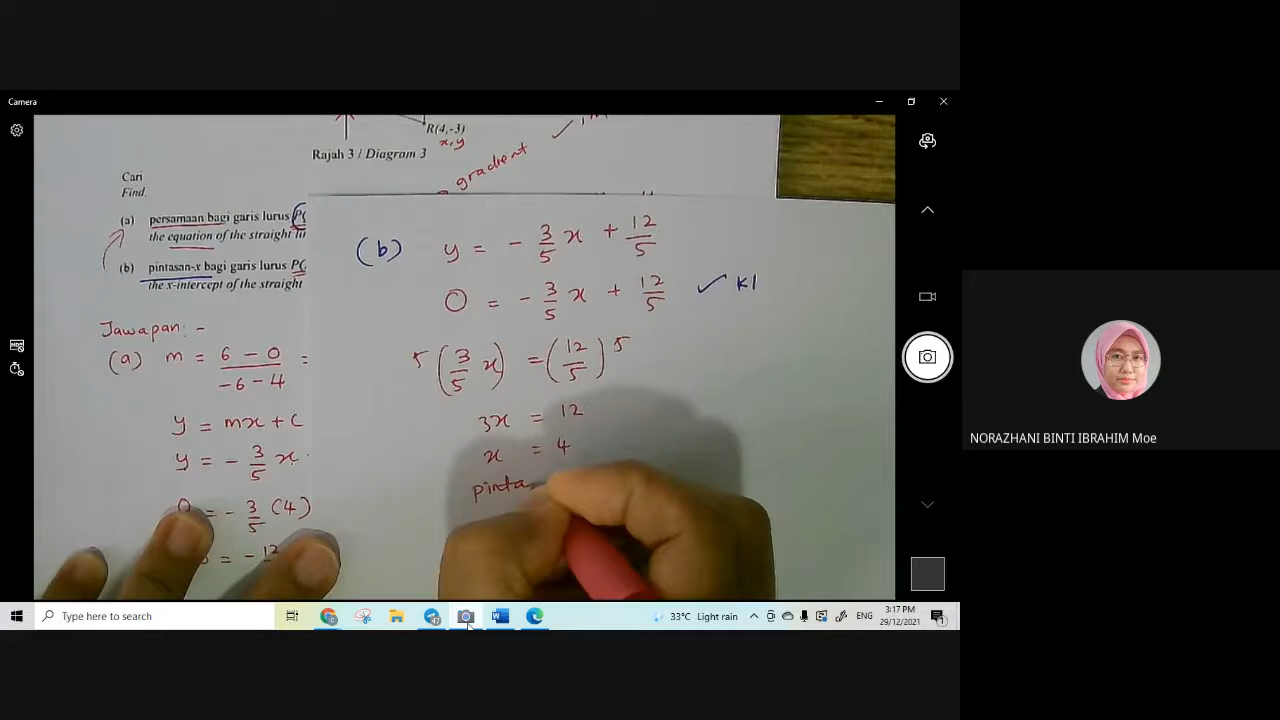 Camera
R(4,-3)
x,y
Rajah 3 / Diagram 3
gradient
Cari
Find,
(a) persamaan bagi garis lurus P(
the equation of the straight
(b) pintasan-x bagi garis lurus P(
the x-intercept of the straight
Jawapan: -
(a) m = 6 - 0 / -6 - 4 =
y = mx + c
y = - 3/5 x
0 = - 3/5 (4)
= - 12
(b) y = - 3/5 x + 12/5
0 = - 3/5 x + 12/5 ✓ K1
5 ( 3/5 x ) = ( 12/5 ) 5
3x = 12
x = 4
pinta
NORAZHANI BINTI IBRAHIM Moe
Type here to search
33°C Light rain
ENG
3:17 PM
29/12/2021